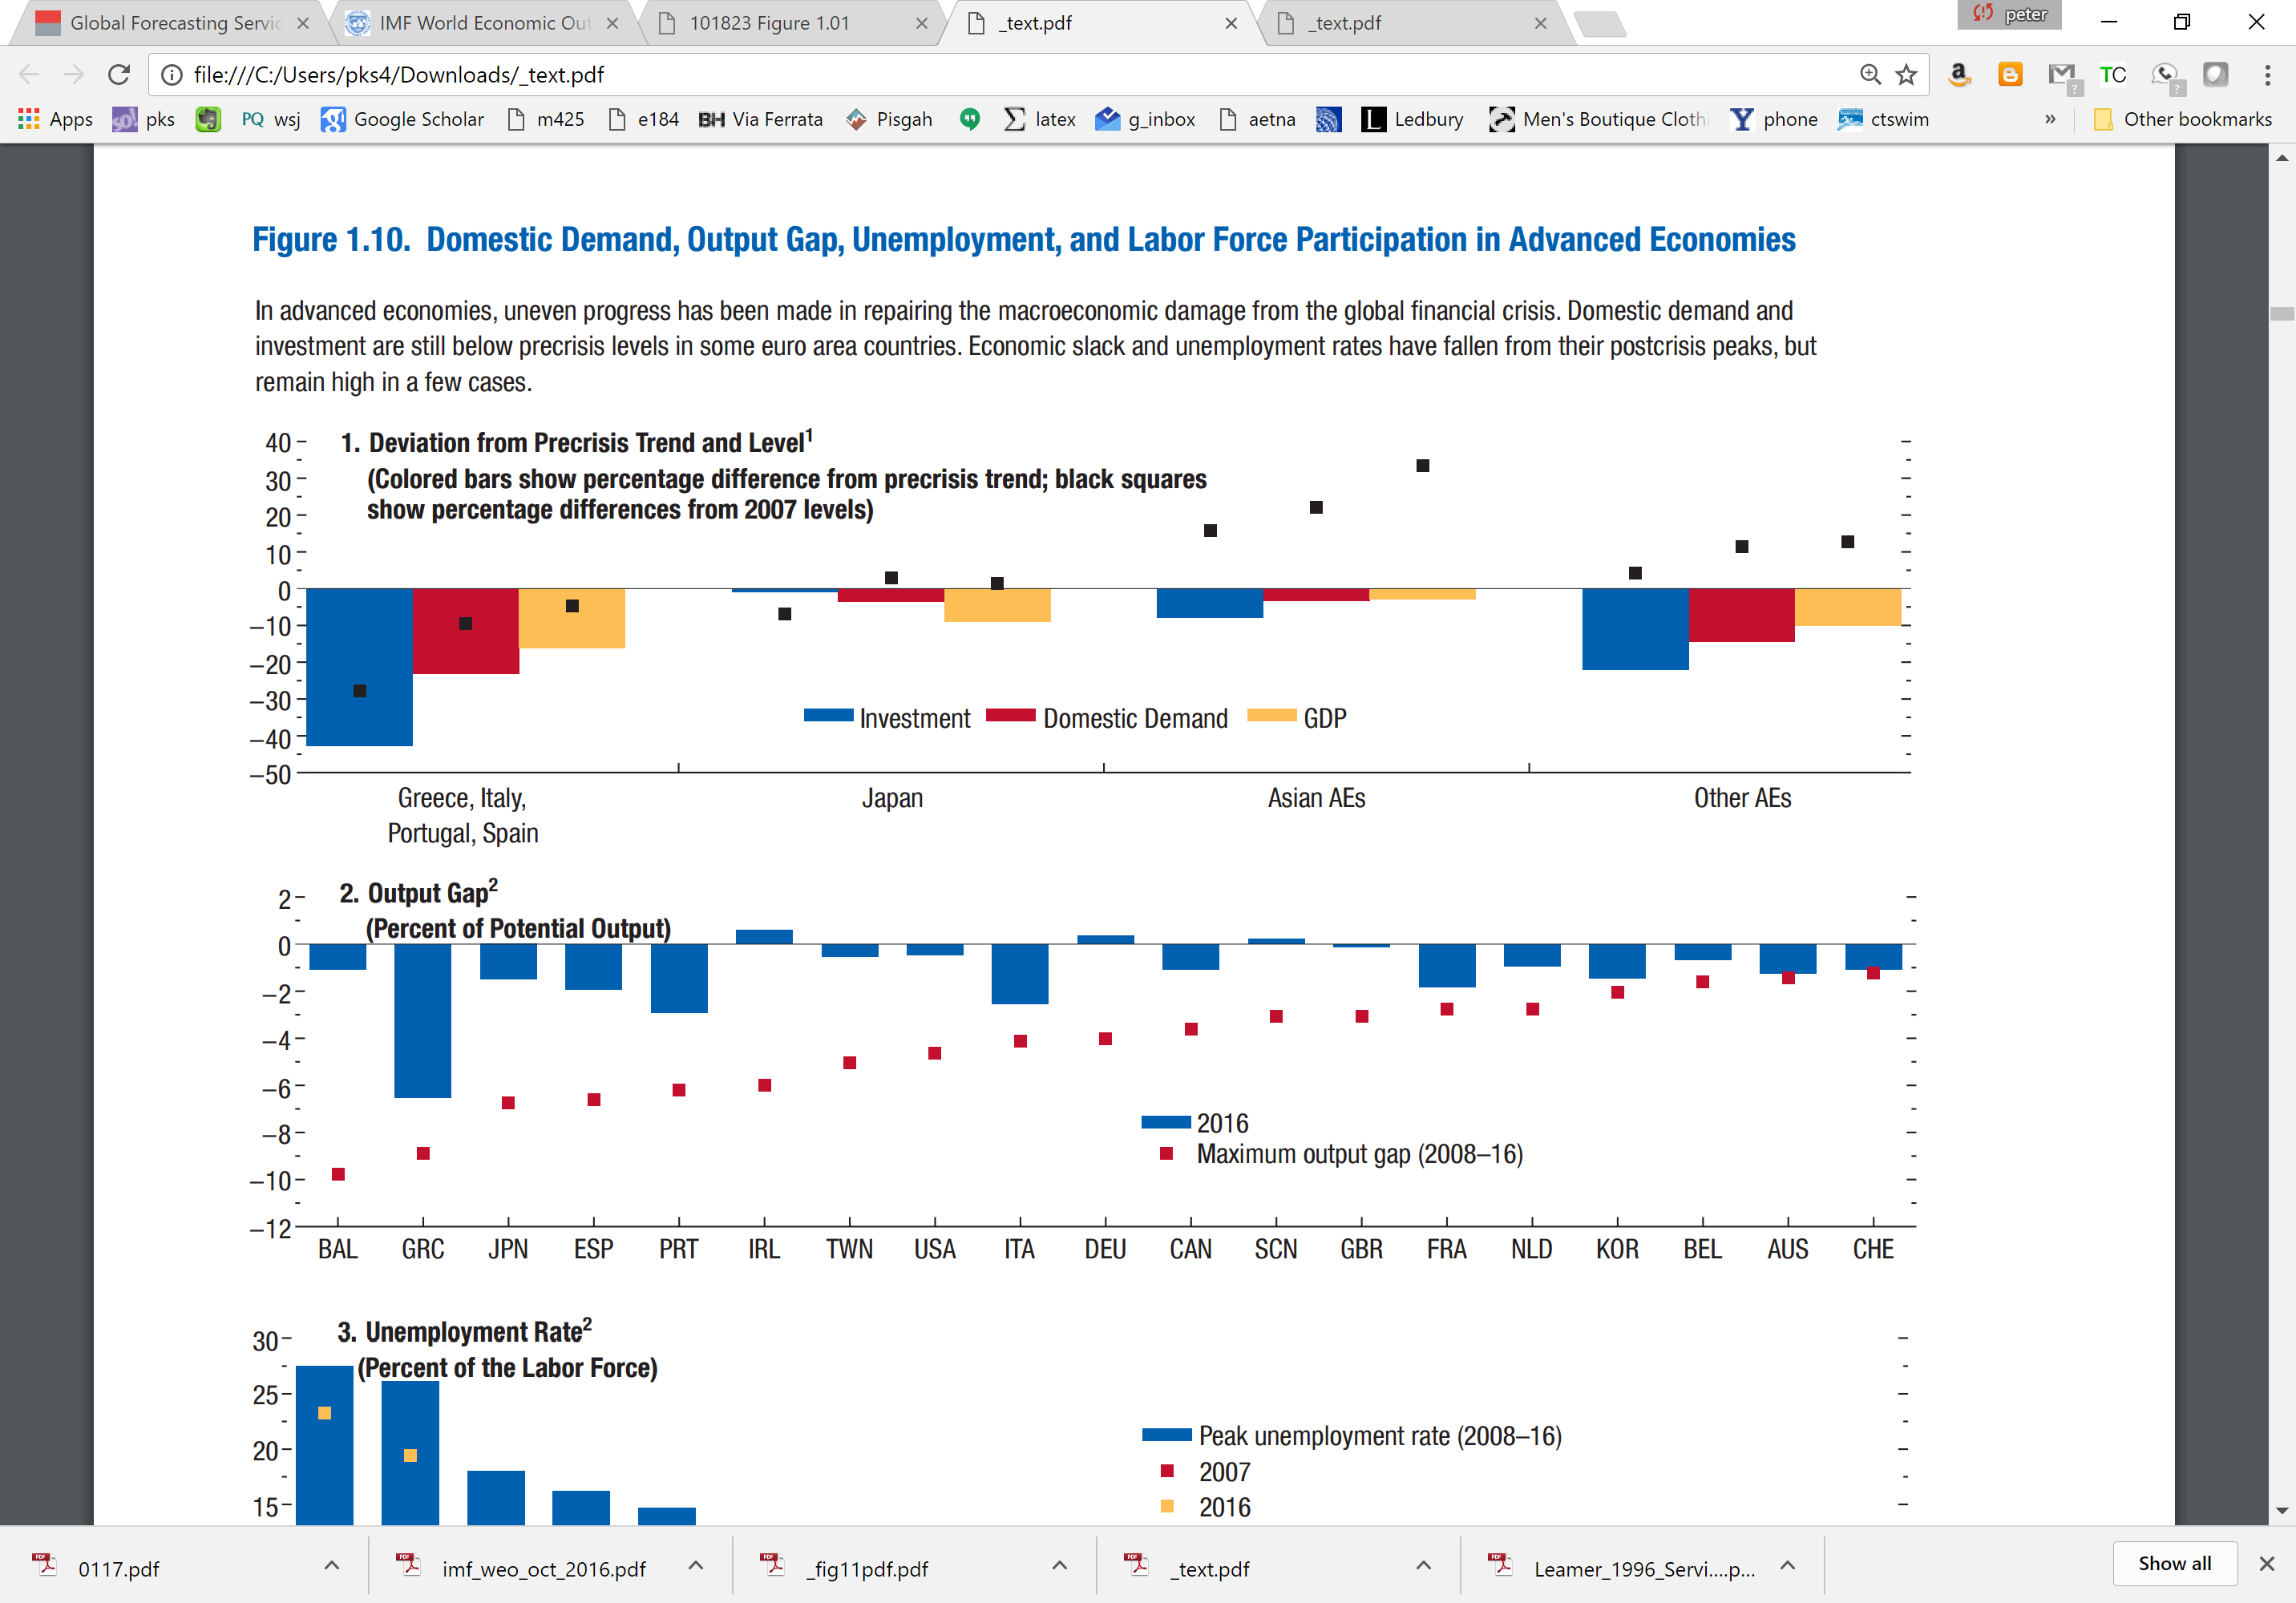 Global Forecasting Servic
IMF World Economic Out
101823 Figure 1.01
_text.pdf
_text.pdf
peter
file:///C:/Users/pks4/Downloads/_text.pdf
TC
Apps
pks
PQ wsj
Google Scholar
m425
e184
BH Via Ferrata
Pisgah
latex
g_inbox
aetna
L Ledbury
Men's Boutique Clothi
Y phone
ctswim
»
Other bookmarks
Figure 1.10. Domestic Demand, Output Gap, Unemployment, and Labor Force Participation in Advanced Economies
In advanced economies, uneven progress has been made in repairing the macroeconomic damage from the global financial crisis. Domestic demand and
investment are still below precrisis levels in some euro area countries. Economic slack and unemployment rates have fallen from their postcrisis peaks, but
remain high in a few cases.
1. Deviation from Precrisis Trend and Level¹
(Colored bars show percentage difference from precrisis trend; black squares
show percentage differences from 2007 levels)
40
30
20
10
0
–10
–20
–30
–40
–50
Investment
Domestic Demand
GDP
Greece, Italy,
Portugal, Spain
Japan
Asian AEs
Other AEs
2. Output Gap²
(Percent of Potential Output)
2
0
–2
–4
–6
–8
–10
–12
2016
Maximum output gap (2008–16)
BAL GRC JPN ESP PRT IRL TWN USA ITA DEU CAN SCN GBR FRA NLD KOR BEL AUS CHE
3. Unemployment Rate²
(Percent of the Labor Force)
30
25
20
15
Peak unemployment rate (2008–16)
2007
2016
0117.pdf
imf_weo_oct_2016.pdf
_fig11pdf.pdf
_text.pdf
Leamer_1996_Servi....p...
Show all